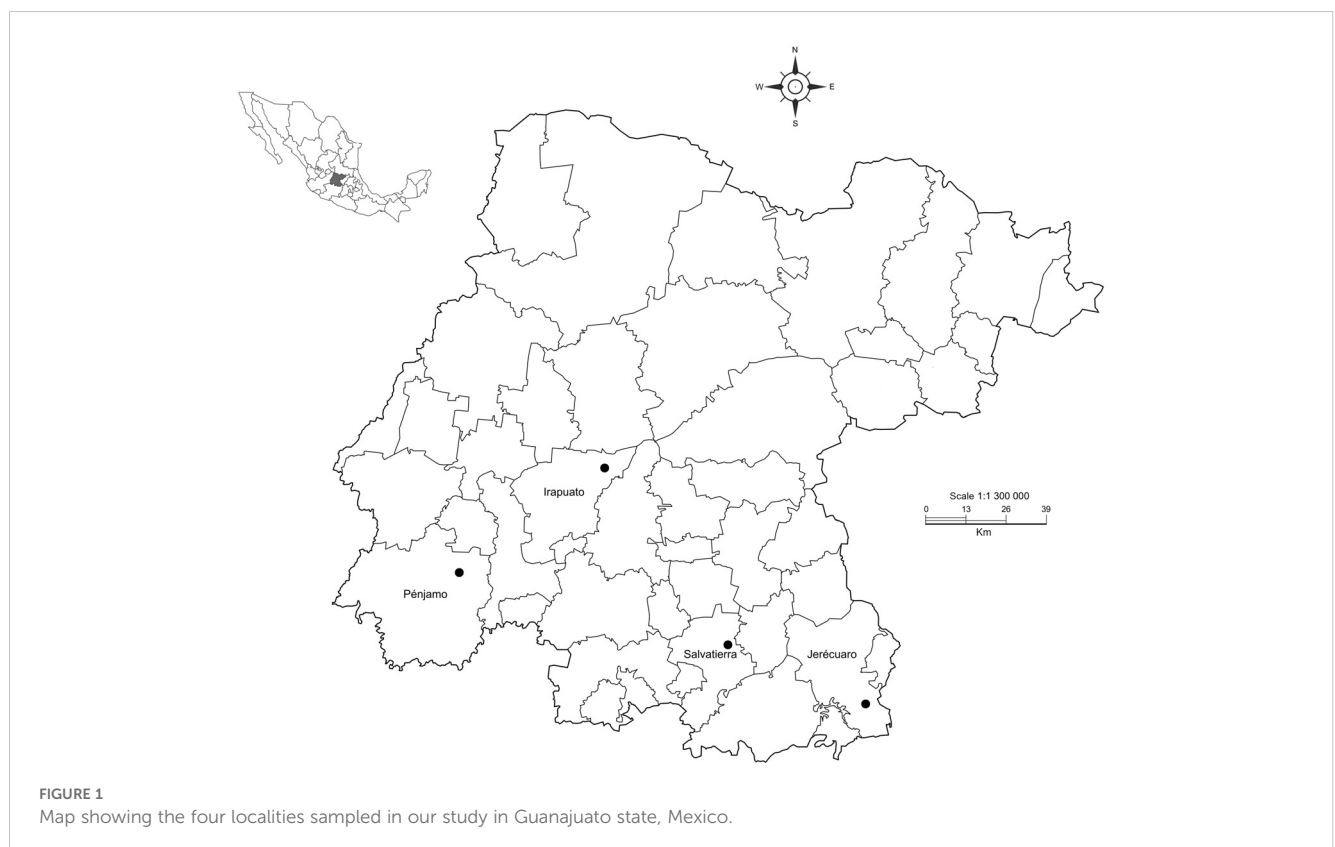 N
W E
S
Irapuato
Scale 1:1 300 000
0 13 26 39
Km
Pénjamo
Salvatierra
Jerécuaro
FIGURE 1
Map showing the four localities sampled in our study in Guanajuato state, Mexico.